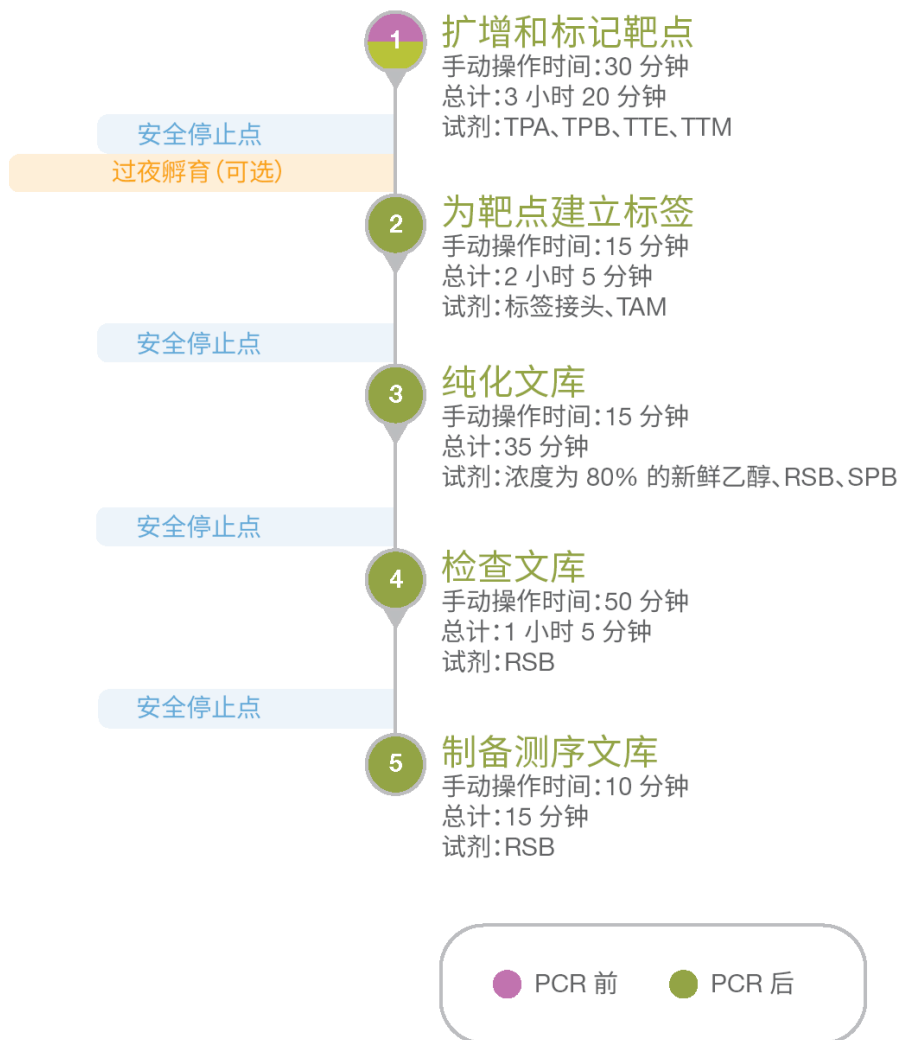 1
扩增和标记靶点
手动操作时间:30 分钟
总计:3 小时 20 分钟
试剂:TPA、TPB、TTE、TTM
安全停止点
过夜孵育(可选)
2
为靶点建立标签
手动操作时间:15 分钟
总计:2 小时 5 分钟
试剂:标签接头、TAM
安全停止点
3
纯化文库
手动操作时间:15 分钟
总计:35 分钟
试剂:浓度为 80% 的新鲜乙醇、RSB、SPB
安全停止点
4
检查文库
手动操作时间:50 分钟
总计:1 小时 5 分钟
试剂:RSB
安全停止点
5
制备测序文库
手动操作时间:10 分钟
总计:15 分钟
试剂:RSB
PCR 前 PCR 后